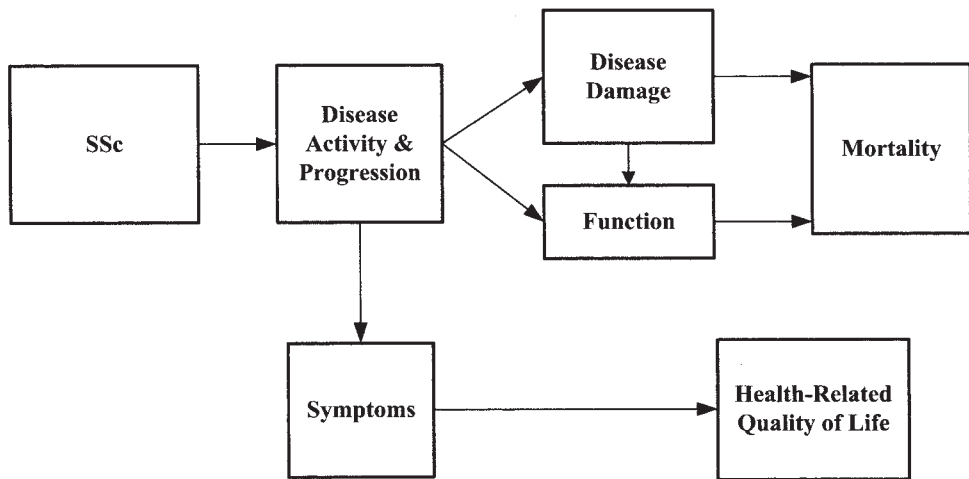 SSc
Disease
Activity &
Progression
Disease
Damage
Function
Mortality
Symptoms
Health-Related
Quality of Life